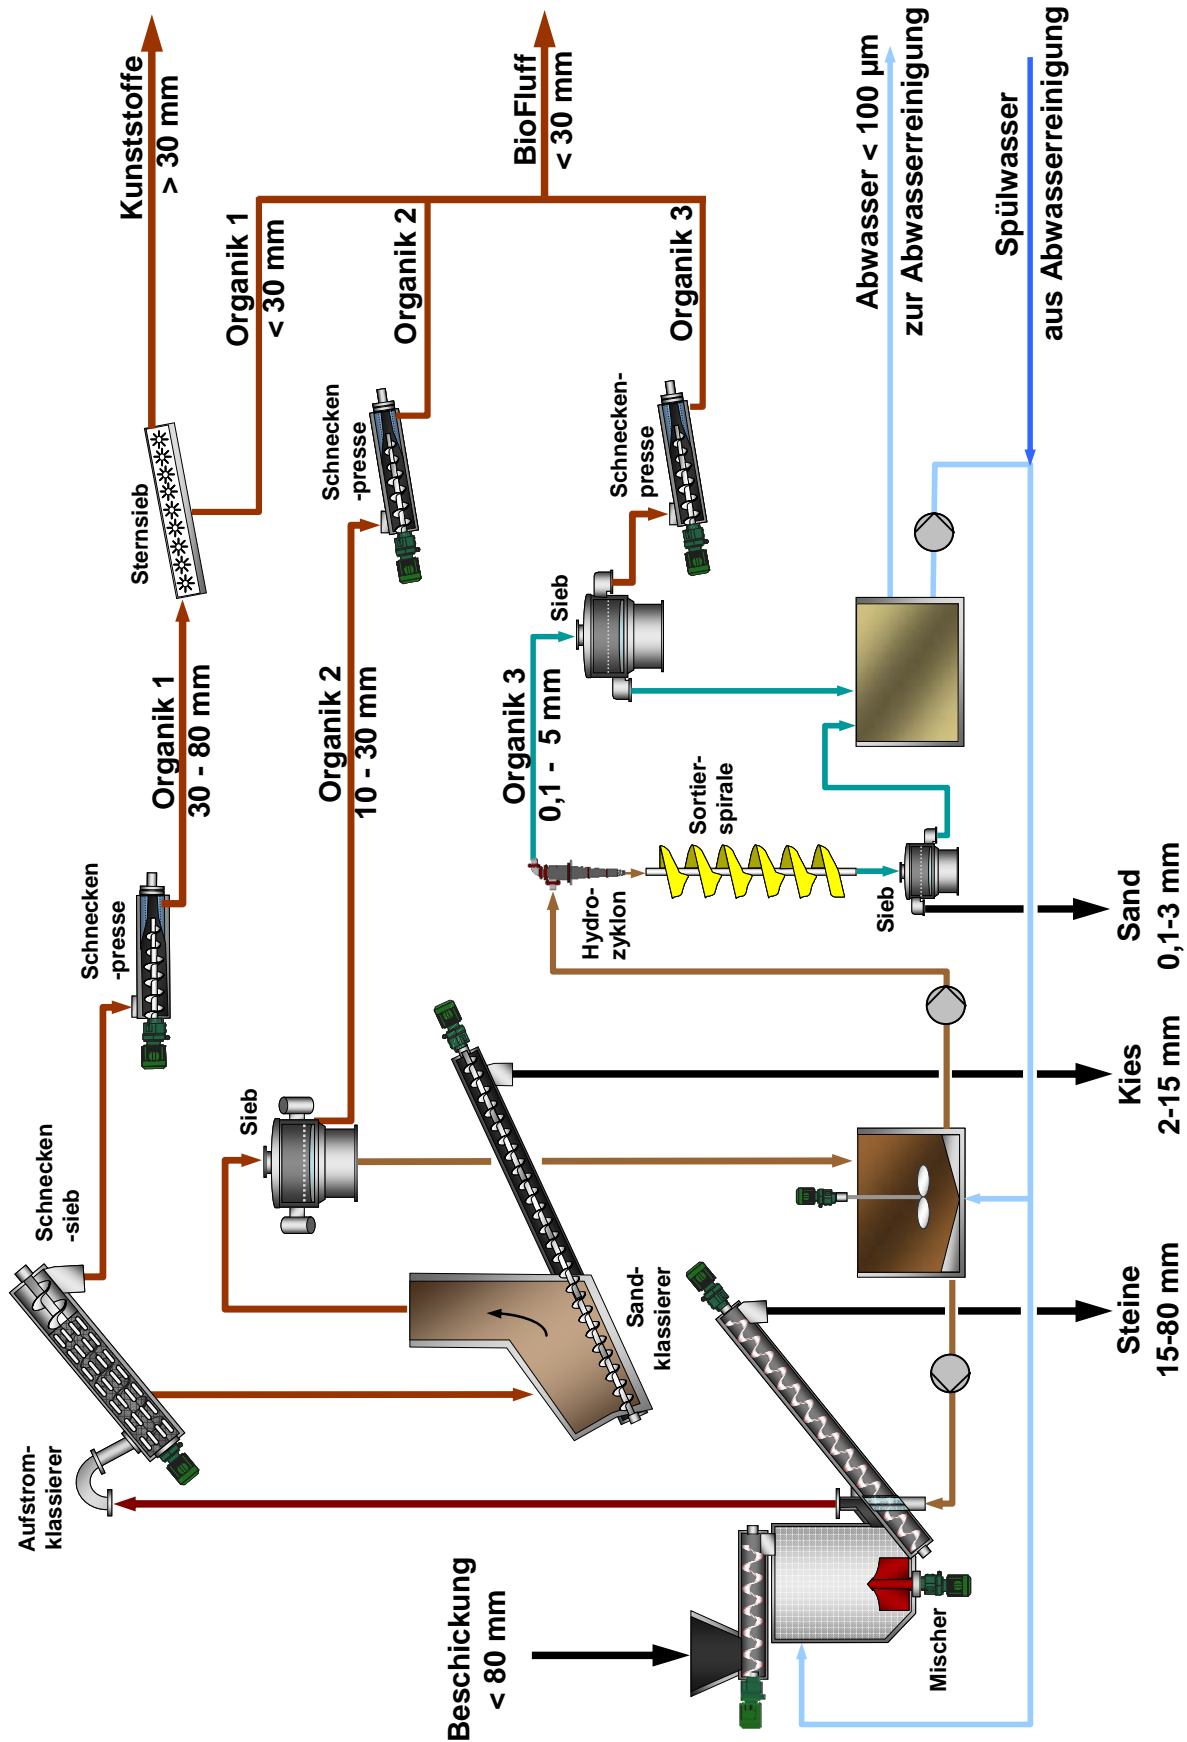 Kunststoffe
> 30 mm
Organik 1
< 30 mm
Organik 2
BioFluff
< 30 mm
Organik 3
Abwasser < 100 µm
zur Abwasserreinigung
Spülwasser
aus Abwasserreinigung
Sternsieb
Schnecken
-presse
Schnecken-
presse
Sieb
Organik 1
30 - 80 mm
Organik 2
10 - 30 mm
Organik 3
0,1 - 5 mm
Sortier-
spirale
Hydro-
zyklon
Sieb
Sand
0,1-3 mm
Schnecken
-presse
Schnecken
-sieb
Sieb
Kies
2-15 mm
Aufstrom-
klassierer
Sand-
klassierer
Steine
15-80 mm
Beschickung
< 80 mm
Mischer